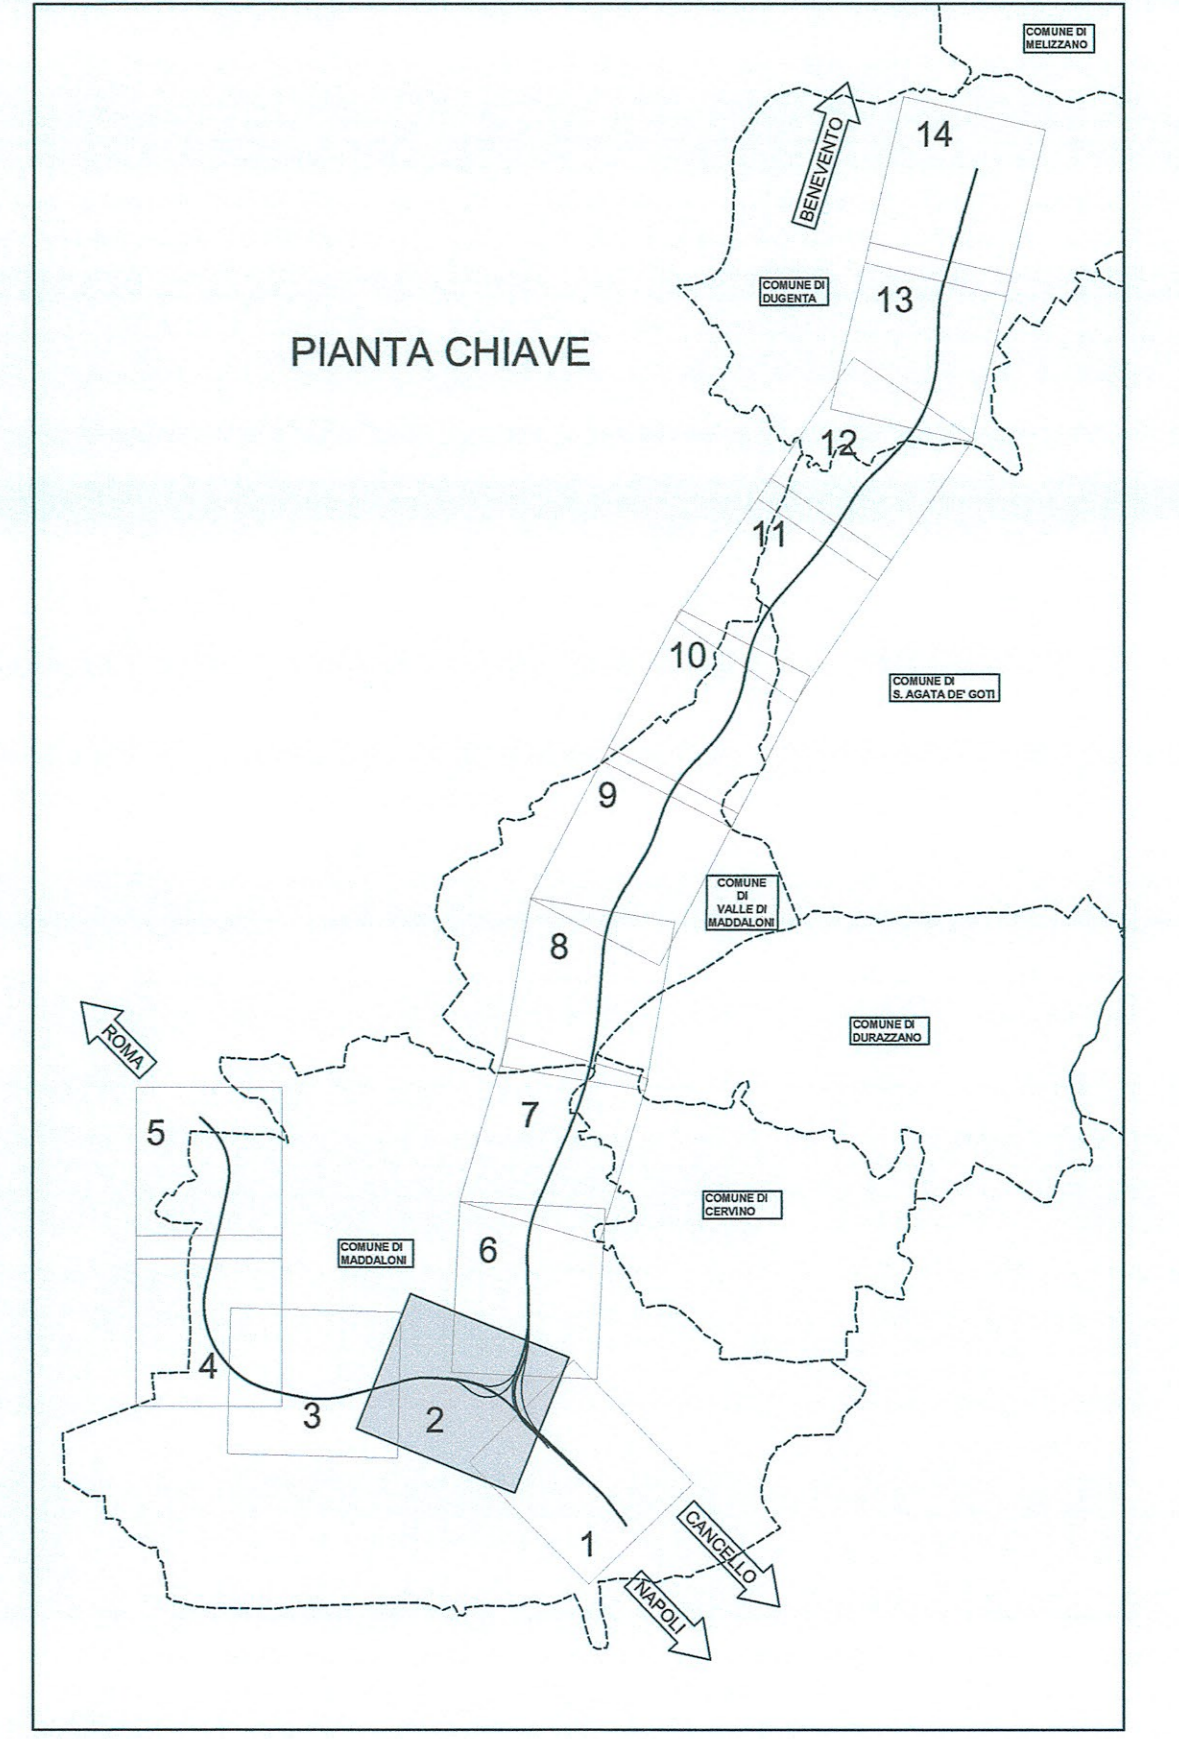 COMUNE DI
MELIZZANO
14
BENEVENTO
COMUNE DI
DUGENTA
13
PIANTA CHIAVE
12
11
10
COMUNE DI
S. AGATA DE' GOTI
9
COMUNE
DI
VALLE DI
MADDALONI
8
ROMA
COMUNE DI
DURAZZANO
7
5
COMUNE DI
CERVINO
6
COMUNE DI
MADDALONI
4
3
2
1
CANCELLO
NAPOLI